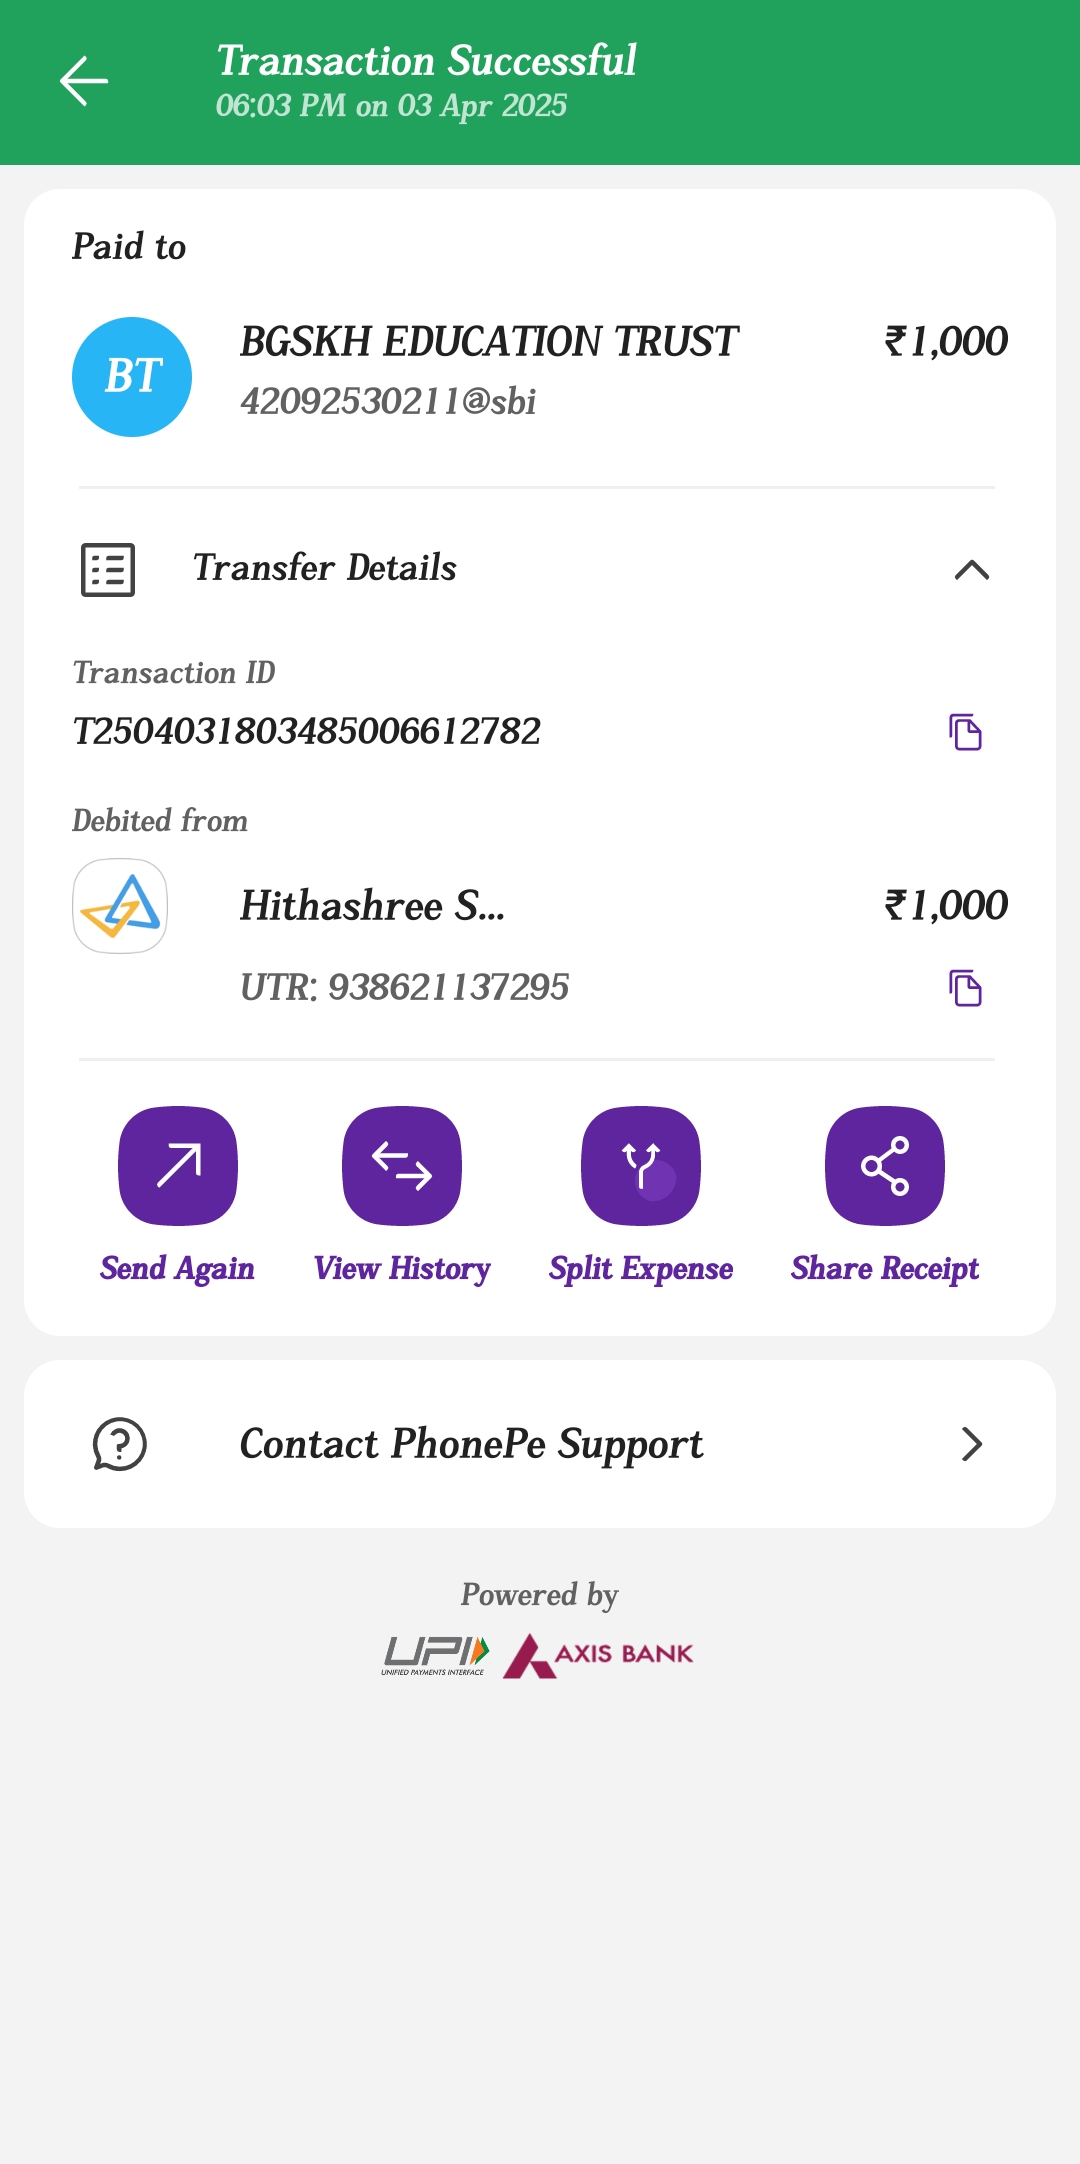 Transaction Successful
06:03 PM on 03 Apr 2025
Paid to
BT
BGSKH EDUCATION TRUST
₹1,000
42092530211@sbi
Transfer Details
Transaction ID
T2504031803485006612782
Debited from
Hithashree S...
₹1,000
UTR: 938621137295
Send Again
View History
Split Expense
Share Receipt
Contact PhonePe Support
Powered by
UPI
UNIFIED PAYMENTS INTERFACE
AXIS BANK